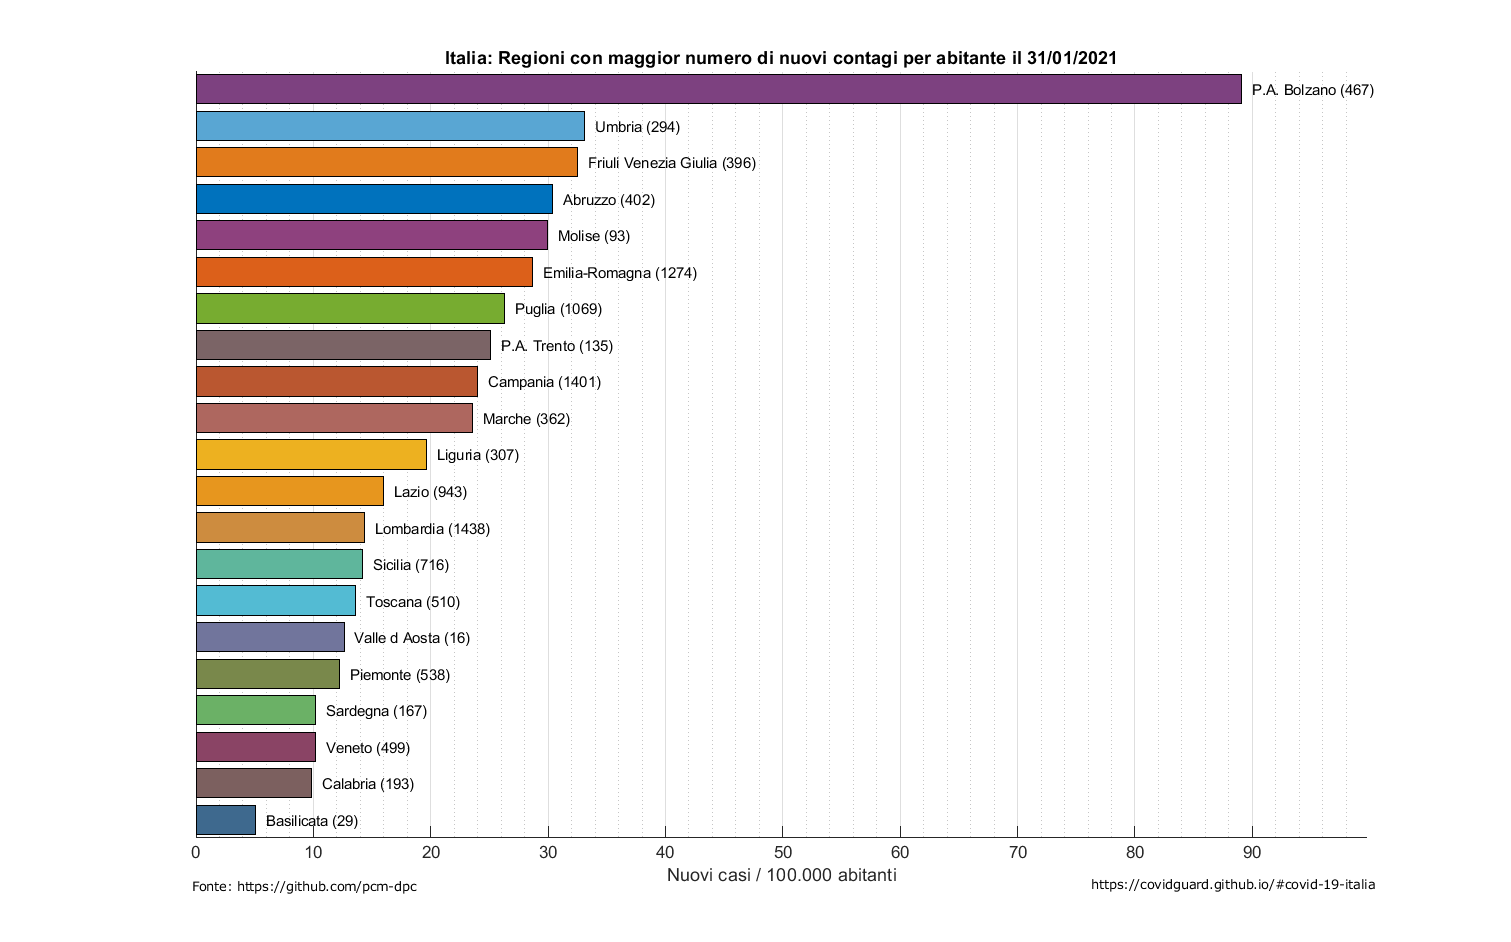 Italia: Regioni con maggior numero di nuovi contagi per abitante il 31/01/2021
P.A. Bolzano (467)
Umbria (294)
Friuli Venezia Giulia (396)
Abruzzo (402)
Molise (93)
Emilia-Romagna (1274)
Puglia (1069)
P.A. Trento (135)
Campania (1401)
Marche (362)
Liguria (307)
Lazio (943)
Lombardia (1438)
Sicilia (716)
Toscana (510)
Valle d Aosta (16)
Piemonte (538)
Sardegna (167)
Veneto (499)
Calabria (193)
Basilicata (29)
0 10 20 30 40 50 60 70 80 90
Nuovi casi / 100.000 abitanti
Fonte: https://github.com/pcm-dpc
https://covidguard.github.io/#covid-19-italia